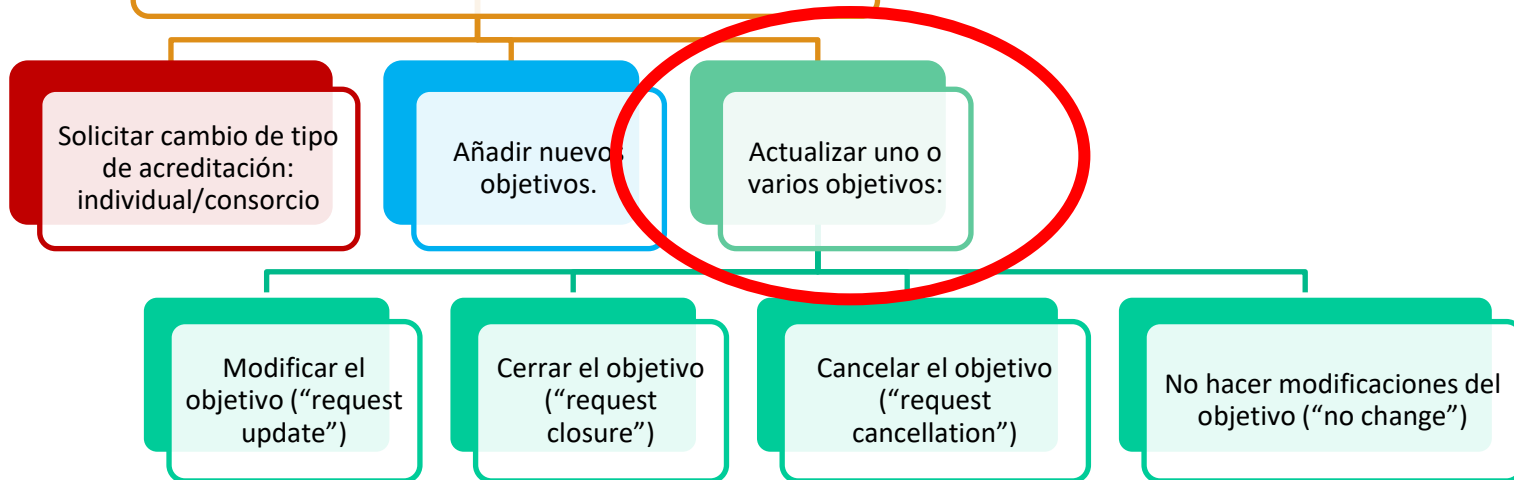 Solicitar cambio de tipo
de acreditación:
individual/consorcio
Añadir nuevos
objetivos.
Actualizar uno o
varios objetivos:
Modificar el
objetivo (“request
update”)
Cerrar el objetivo
(“request
closure”)
Cancelar el objetivo
(“request
cancellation”)
No hacer modificaciones del
objetivo (“no change”)